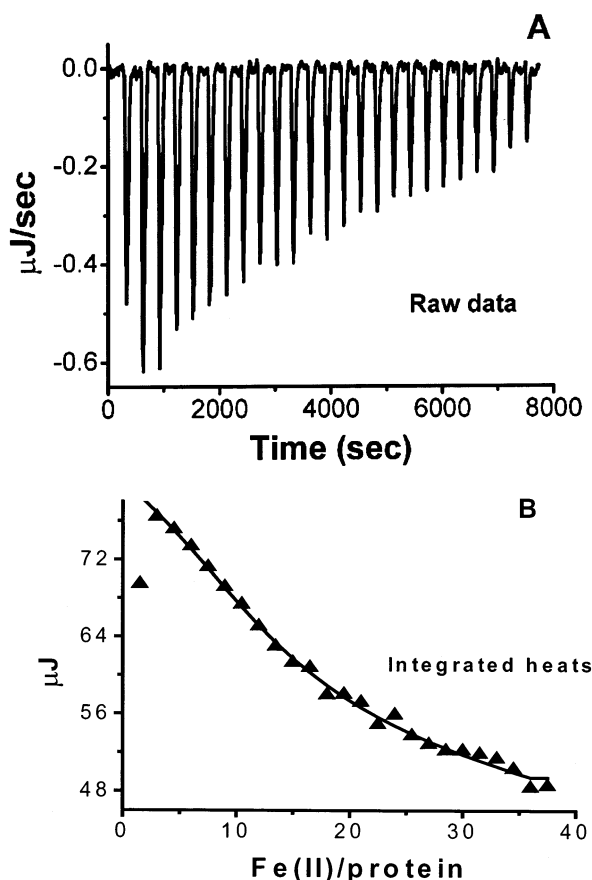 A
0.0
-0.2
-0.4
-0.6
μJ/sec
Raw data
0 2000 4000 6000 8000
Time (sec)
B
72
64
56
48
μJ
Integrated heats
0 10 20 30 40
Fe(II)/protein